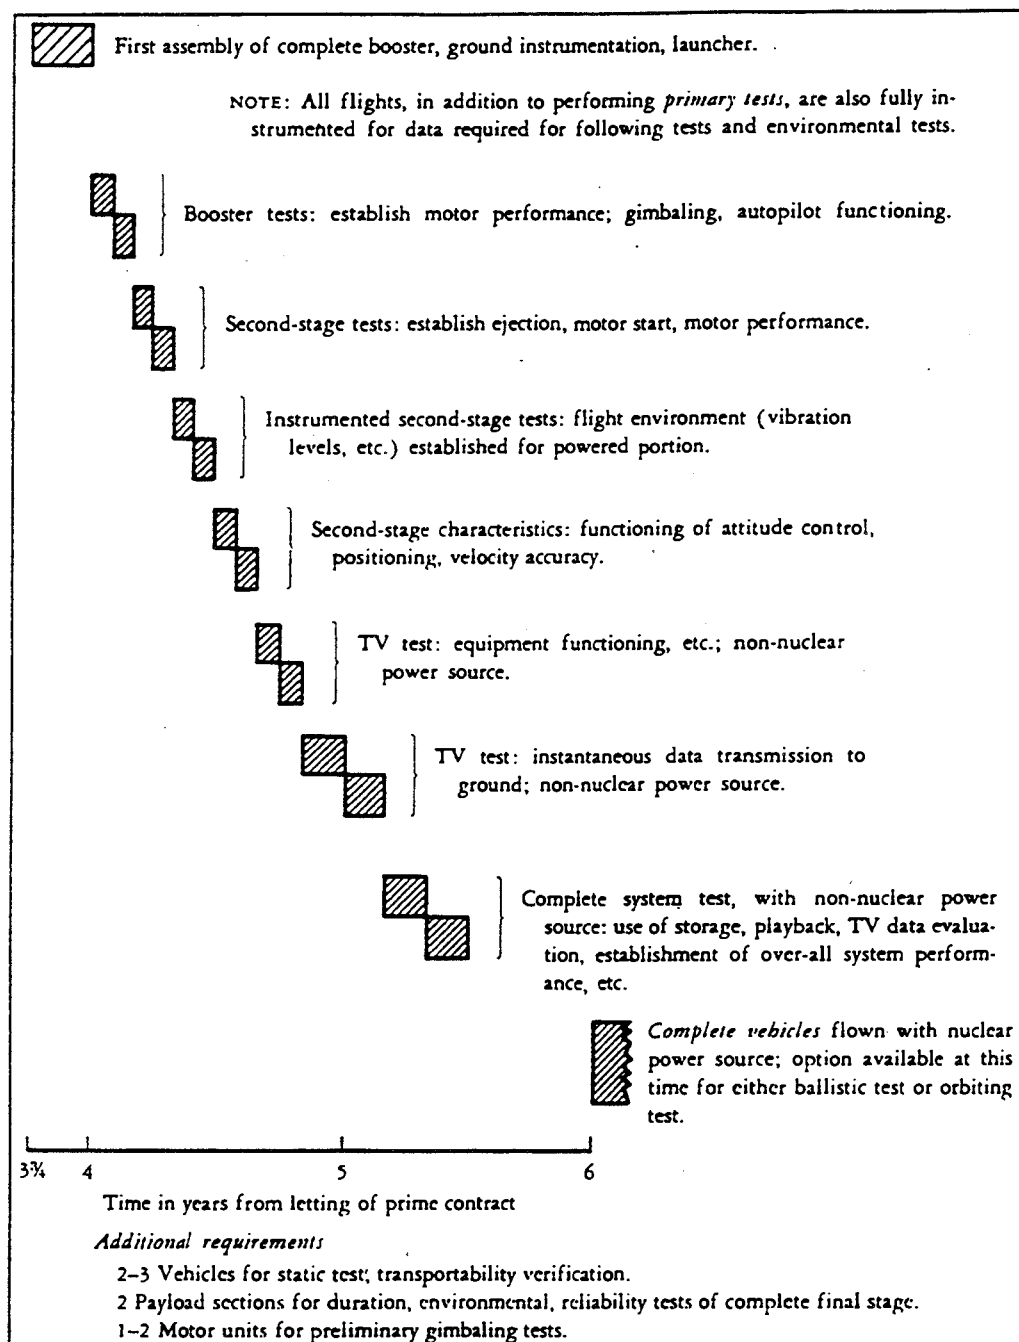 First assembly of complete booster, ground instrumentation, launcher.
NOTE: All flights, in addition to performing primary tests, are also fully in-
strumented for data required for following tests and environmental tests.
Booster tests: establish motor performance; gimbaling, autopilot functioning.
Second-stage tests: establish ejection, motor start, motor performance.
Instrumented second-stage tests: flight environment (vibration
levels, etc.) established for powered portion.
Second-stage characteristics: functioning of attitude control,
positioning, velocity accuracy.
TV test: equipment functioning, etc.; non-nuclear
power source.
TV test: instantaneous data transmission to
ground; non-nuclear power source.
Complete system test, with non-nuclear power
source: use of storage, playback, TV data evalua-
tion, establishment of over-all system perform-
ance, etc.
Complete vehicles flown with nuclear
power source; option available at this
time for either ballistic test or orbiting
test.
3¾ 4 5 6
Time in years from letting of prime contract
Additional requirements
2–3 Vehicles for static test; transportability verification.
2 Payload sections for duration, environmental, reliability tests of complete final stage.
1–2 Motor units for preliminary gimbaling tests.